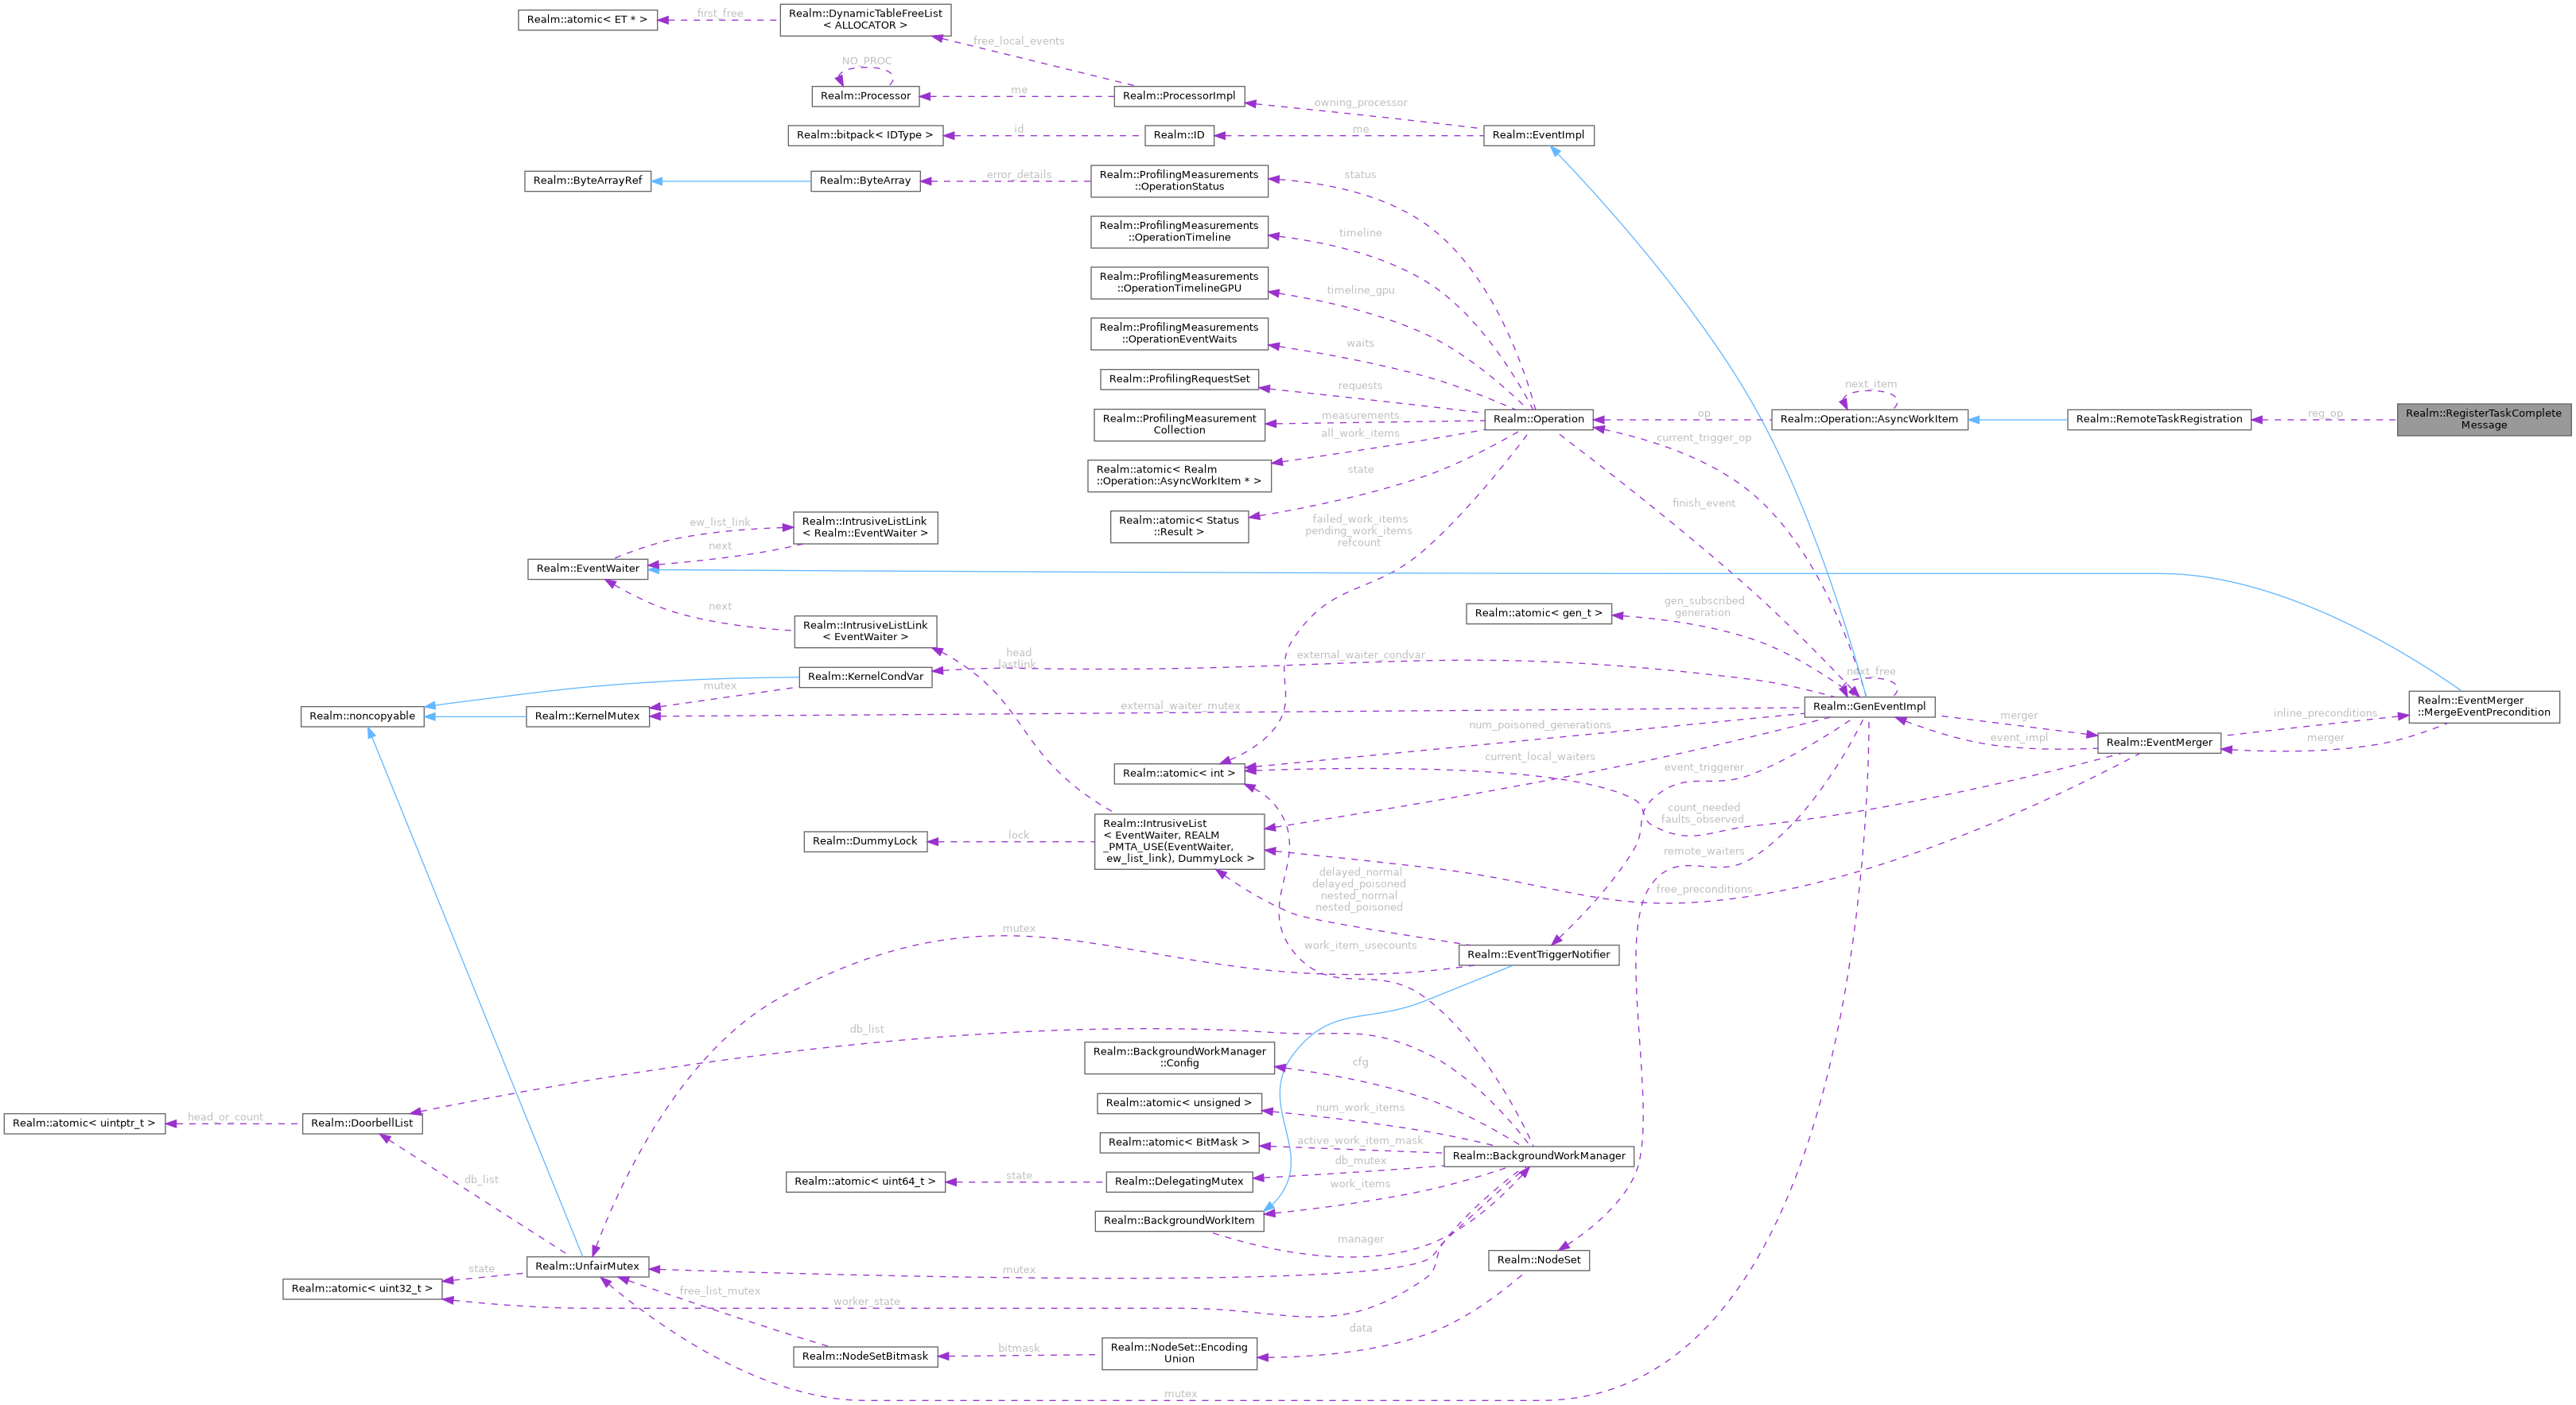 Realm::atomic< ET * >
first_free
Realm::DynamicTableFreeList
< ALLOCATOR >
free_local_events
NO_PROC
Realm::Processor
me
Realm::ProcessorImpl
owning_processor
Realm::bitpack< IDType >
id
Realm::ID
me
Realm::EventImpl
Realm::ByteArrayRef
Realm::ByteArray
error_details
Realm::ProfilingMeasurements
::OperationStatus
status
Realm::ProfilingMeasurements
::OperationTimeline
timeline
Realm::ProfilingMeasurements
::OperationTimelineGPU
timeline_gpu
Realm::ProfilingMeasurements
::OperationEventWaits
waits
Realm::ProfilingRequestSet
requests
Realm::ProfilingMeasurement
Collection
measurements
all_work_items
Realm::Operation
op
current_trigger_op
next_item
Realm::Operation::AsyncWorkItem
Realm::RemoteTaskRegistration
reg_op
Realm::RegisterTaskComplete
Message
Realm::atomic< Realm
::Operation::AsyncWorkItem * >
state
Realm::atomic< Status
::Result >
failed_work_items
pending_work_items
refcount
finish_event
ew_list_link
next
Realm::IntrusiveListLink
< Realm::EventWaiter >
Realm::EventWaiter
next
Realm::IntrusiveListLink
< EventWaiter >
Realm::atomic< gen_t >
gen_subscribed
generation
head
lastlink
external_waiter_condvar
next_free
Realm::KernelCondVar
mutex
Realm::noncopyable
Realm::KernelMutex
external_waiter_mutex
Realm::GenEventImpl
merger
event_impl
Realm::EventMerger
inline_preconditions
merger
Realm::EventMerger
::MergeEventPrecondition
num_poisoned_generations
current_local_waiters
event_triggerer
Realm::atomic< int >
count_needed
faults_observed
Realm::DummyLock
lock
Realm::IntrusiveList
< EventWaiter, REALM
_PMTA_USE(EventWaiter,
ew_list_link), DummyLock >
remote_waiters
free_preconditions
delayed_normal
delayed_poisoned
nested_normal
nested_poisoned
mutex
work_item_usecounts
Realm::EventTriggerNotifier
db_list
Realm::BackgroundWorkManager
::Config
cfg
Realm::atomic< unsigned >
num_work_items
Realm::atomic< uintptr_t >
head_or_count
Realm::DoorbellList
Realm::atomic< BitMask >
active_work_item_mask
Realm::BackgroundWorkManager
db_mutex
db_list
Realm::atomic< uint64_t >
state
Realm::DelegatingMutex
work_items
Realm::BackgroundWorkItem
manager
Realm::UnfairMutex
mutex
Realm::NodeSet
state
Realm::atomic< uint32_t >
free_list_mutex
worker_state
data
Realm::NodeSetBitmask
bitmask
Realm::NodeSet::Encoding
Union
mutex